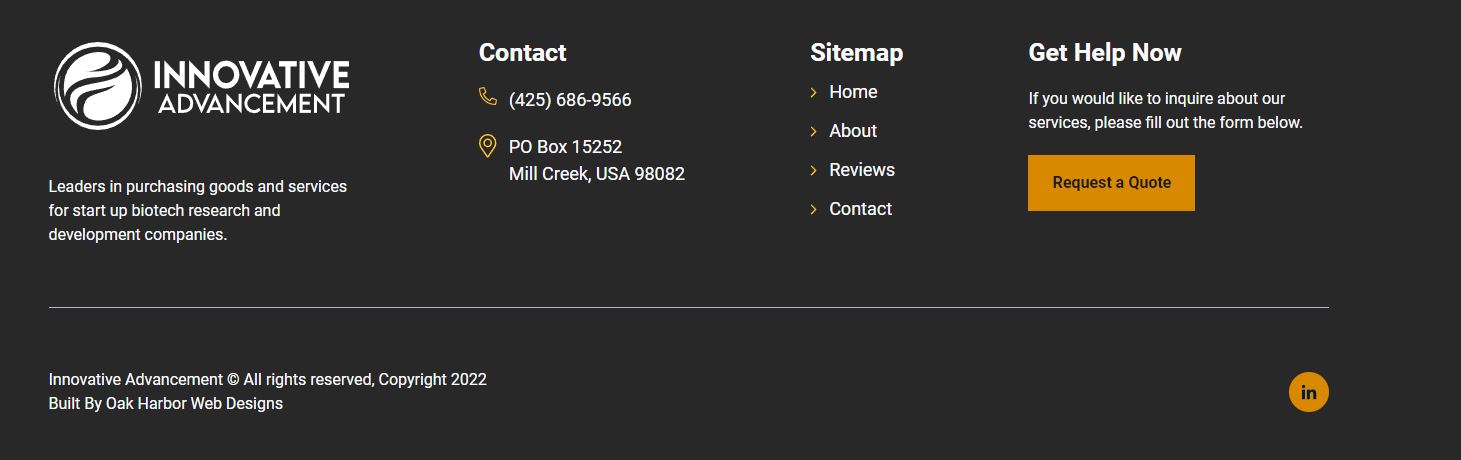 INNOVATIVE
ADVANCEMENT
Leaders in purchasing goods and services
for start up biotech research and
development companies.
Contact
(425) 686-9566
PO Box 15252
Mill Creek, USA 98082
Sitemap
Home
About
Reviews
Contact
Get Help Now
If you would like to inquire about our
services, please fill out the form below.
Request a Quote
Innovative Advancement © All rights reserved, Copyright 2022
Built By Oak Harbor Web Designs
in